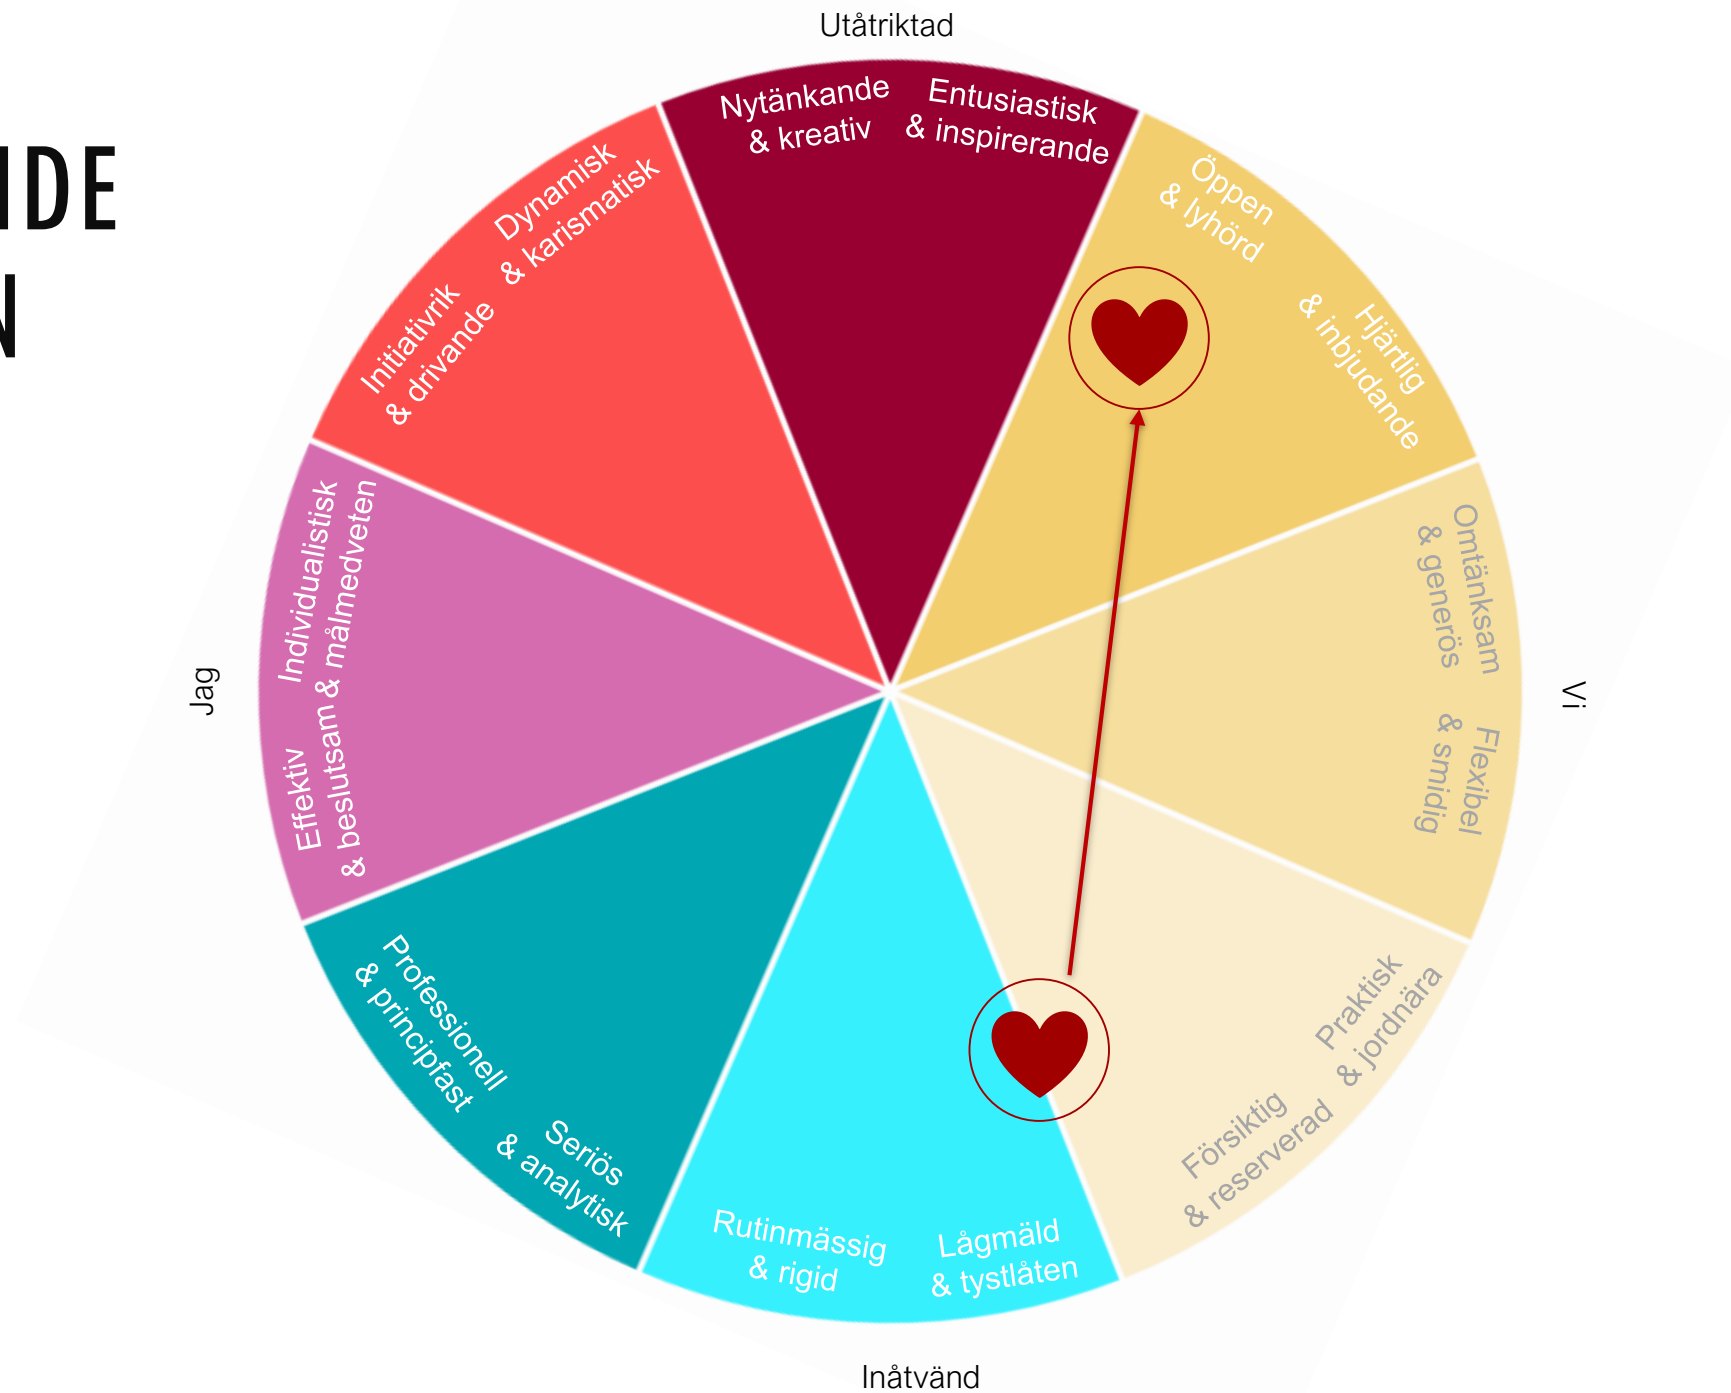 Utåtriktad
NDE
N
Nytänkande
& kreativ
Entusiastisk
& inspirerande
Öppen
& lyhörd
Hjärtlig
& inbjudande
Omtänksam
& generös
Flexibel
& smidig
Vi
Praktisk
& jordnära
Försiktig
& reserverad
Lågmäld
& tystlåten
Rutinmässig
& rigid
Seriös
& analytisk
Professionell
& principfast
Effektiv
& beslutsam
Individualistisk
& målmedveten
Jag
Initiativrik
& drivande
Dynamisk
& karismatisk
Inåtvänd